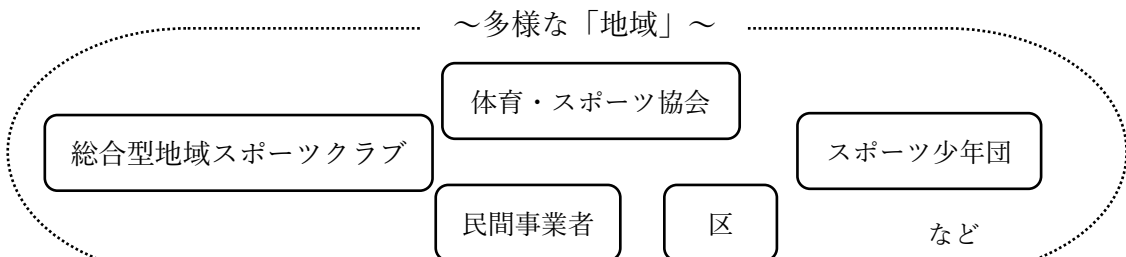 ～多様な「地域」～
体育・スポーツ協会
総合型地域スポーツクラブ
スポーツ少年団
民間事業者
区
など